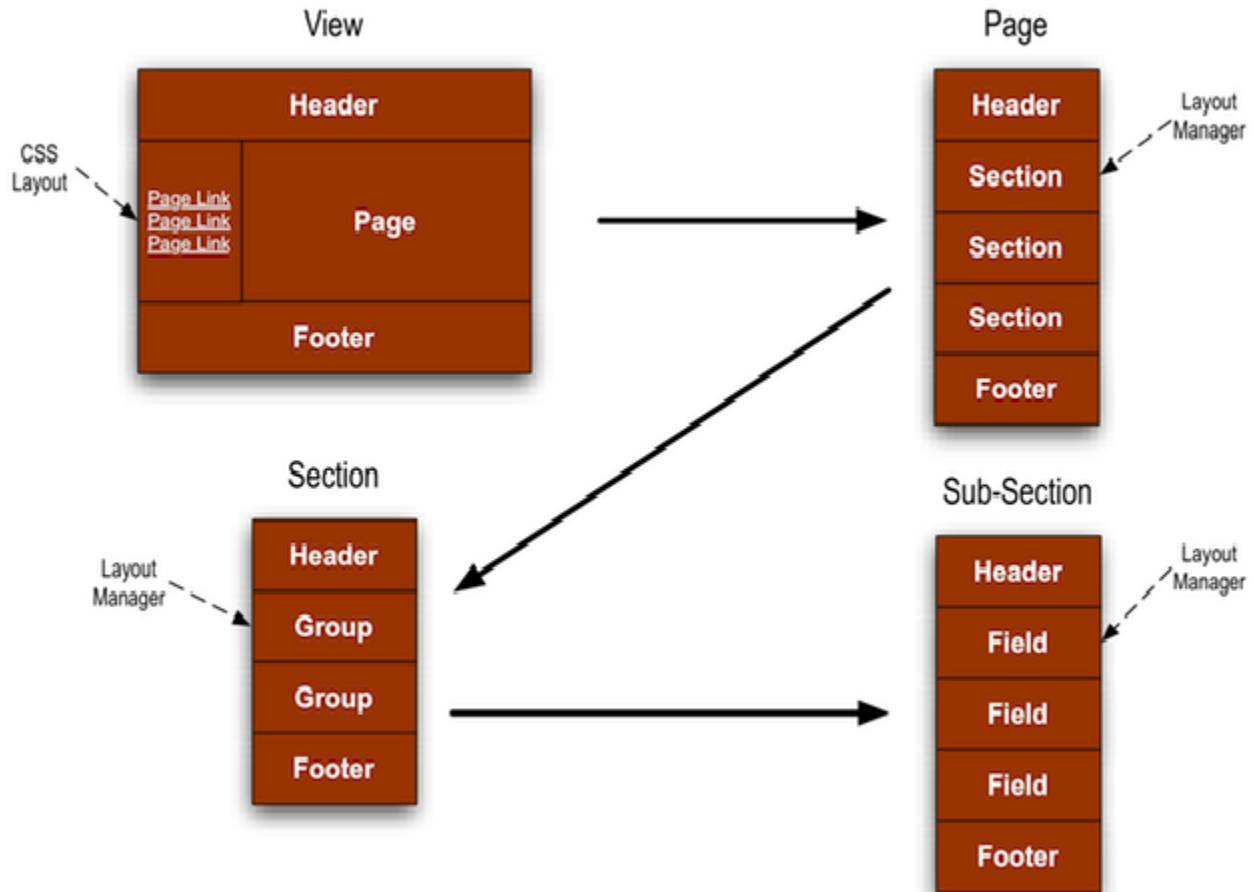 View
Header
CSS
Layout
Page Link
Page Link
Page Link
Page
Footer
Page
Header
Section
Section
Section
Footer
Layout
Manager
Section
Header
Group
Group
Footer
Layout
Manager
Sub-Section
Header
Field
Field
Field
Footer
Layout
Manager